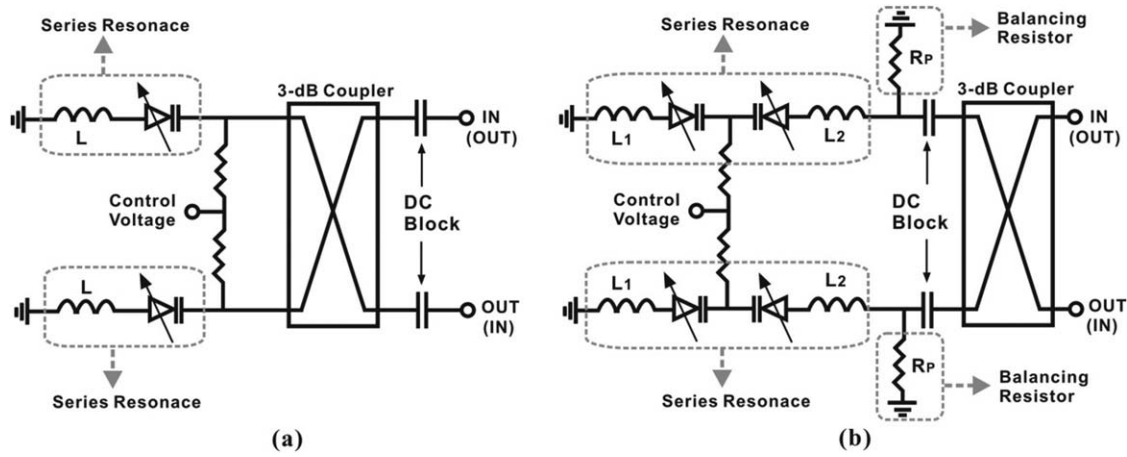 Series Resonace
L
3-dB Coupler
IN
(OUT)
Control
Voltage
DC
Block
L
OUT
(IN)
Series Resonace
(a)
Series Resonace
RP
Balancing
Resistor
L1
L2
3-dB Coupler
IN
(OUT)
Control
Voltage
DC
Block
L1
L2
OUT
(IN)
RP
Series Resonace
Balancing
Resistor
(b)